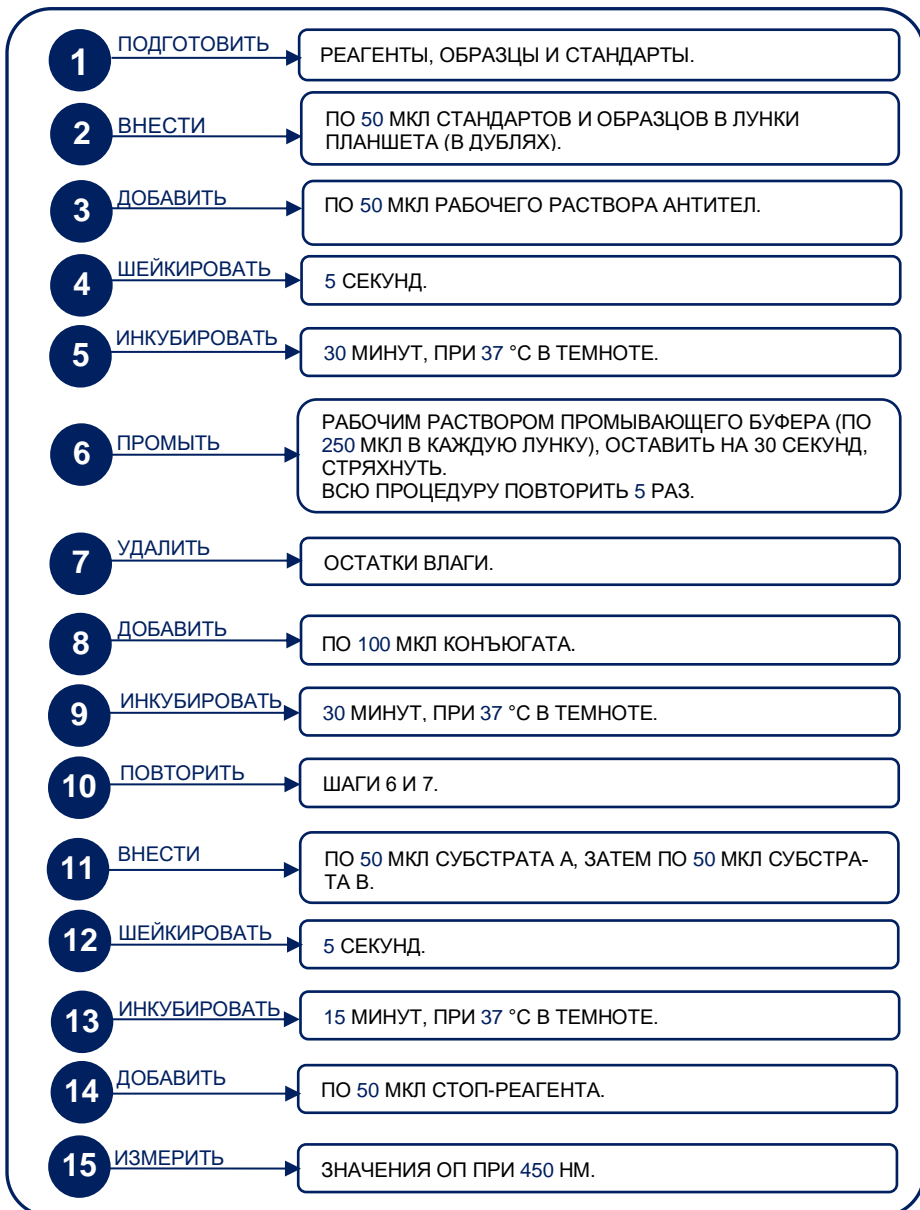 1 ПОДГОТОВИТЬ
РЕАГЕНТЫ, ОБРАЗЦЫ И СТАНДАРТЫ.
2 ВНЕСТИ
ПО 50 МКЛ СТАНДАРТОВ И ОБРАЗЦОВ В ЛУНКИ
ПЛАНШЕТА (В ДУБЛЯХ).
3 ДОБАВИТЬ
ПО 50 МКЛ РАБОЧЕГО РАСТВОРА АНТИТЕЛ.
4 ШЕЙКИРОВАТЬ
5 СЕКУНД.
5 ИНКУБИРОВАТЬ
30 МИНУТ, ПРИ 37 °С В ТЕМНОТЕ.
6 ПРОМЫТЬ
РАБОЧИМ РАСТВОРОМ ПРОМЫВАЮЩЕГО БУФЕРА (ПО
250 МКЛ В КАЖДУЮ ЛУНКУ), ОСТАВИТЬ НА 30 СЕКУНД,
СТРЯХНУТЬ.
ВСЮ ПРОЦЕДУРУ ПОВТОРИТЬ 5 РАЗ.
7 УДАЛИТЬ
ОСТАТКИ ВЛАГИ.
8 ДОБАВИТЬ
ПО 100 МКЛ КОНЪЮГАТА.
9 ИНКУБИРОВАТЬ
30 МИНУТ, ПРИ 37 °С В ТЕМНОТЕ.
10 ПОВТОРИТЬ
ШАГИ 6 И 7.
11 ВНЕСТИ
ПО 50 МКЛ СУБСТРАТА А, ЗАТЕМ ПО 50 МКЛ СУБСТРА-
ТА В.
12 ШЕЙКИРОВАТЬ
5 СЕКУНД.
13 ИНКУБИРОВАТЬ
15 МИНУТ, ПРИ 37 °С В ТЕМНОТЕ.
14 ДОБАВИТЬ
ПО 50 МКЛ СТОП-РЕАГЕНТА.
15 ИЗМЕРИТЬ
ЗНАЧЕНИЯ ОП ПРИ 450 НМ.